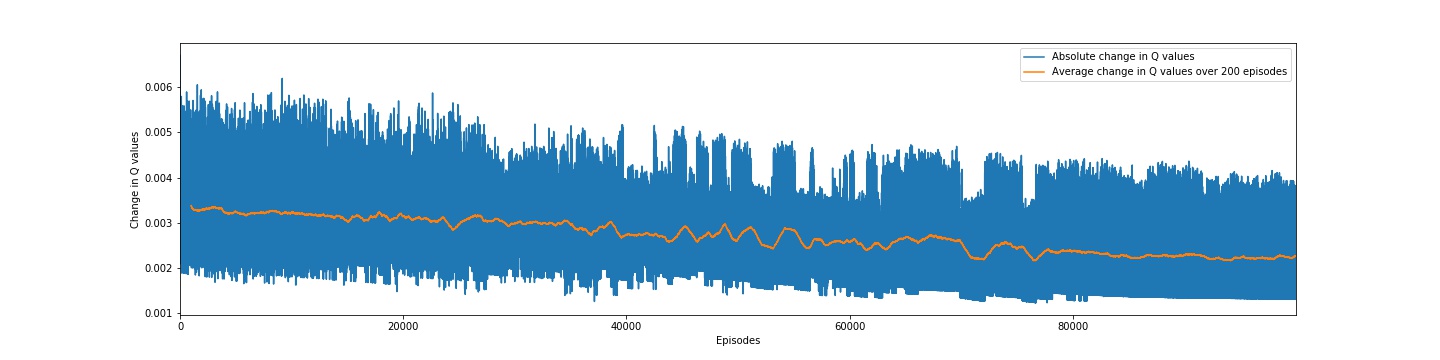 Absolute change in Q values
Average change in Q values over 200 episodes
Change in Q values
0.006
0.005
0.004
0.003
0.002
0.001
0
20000
40000
60000
80000
Episodes